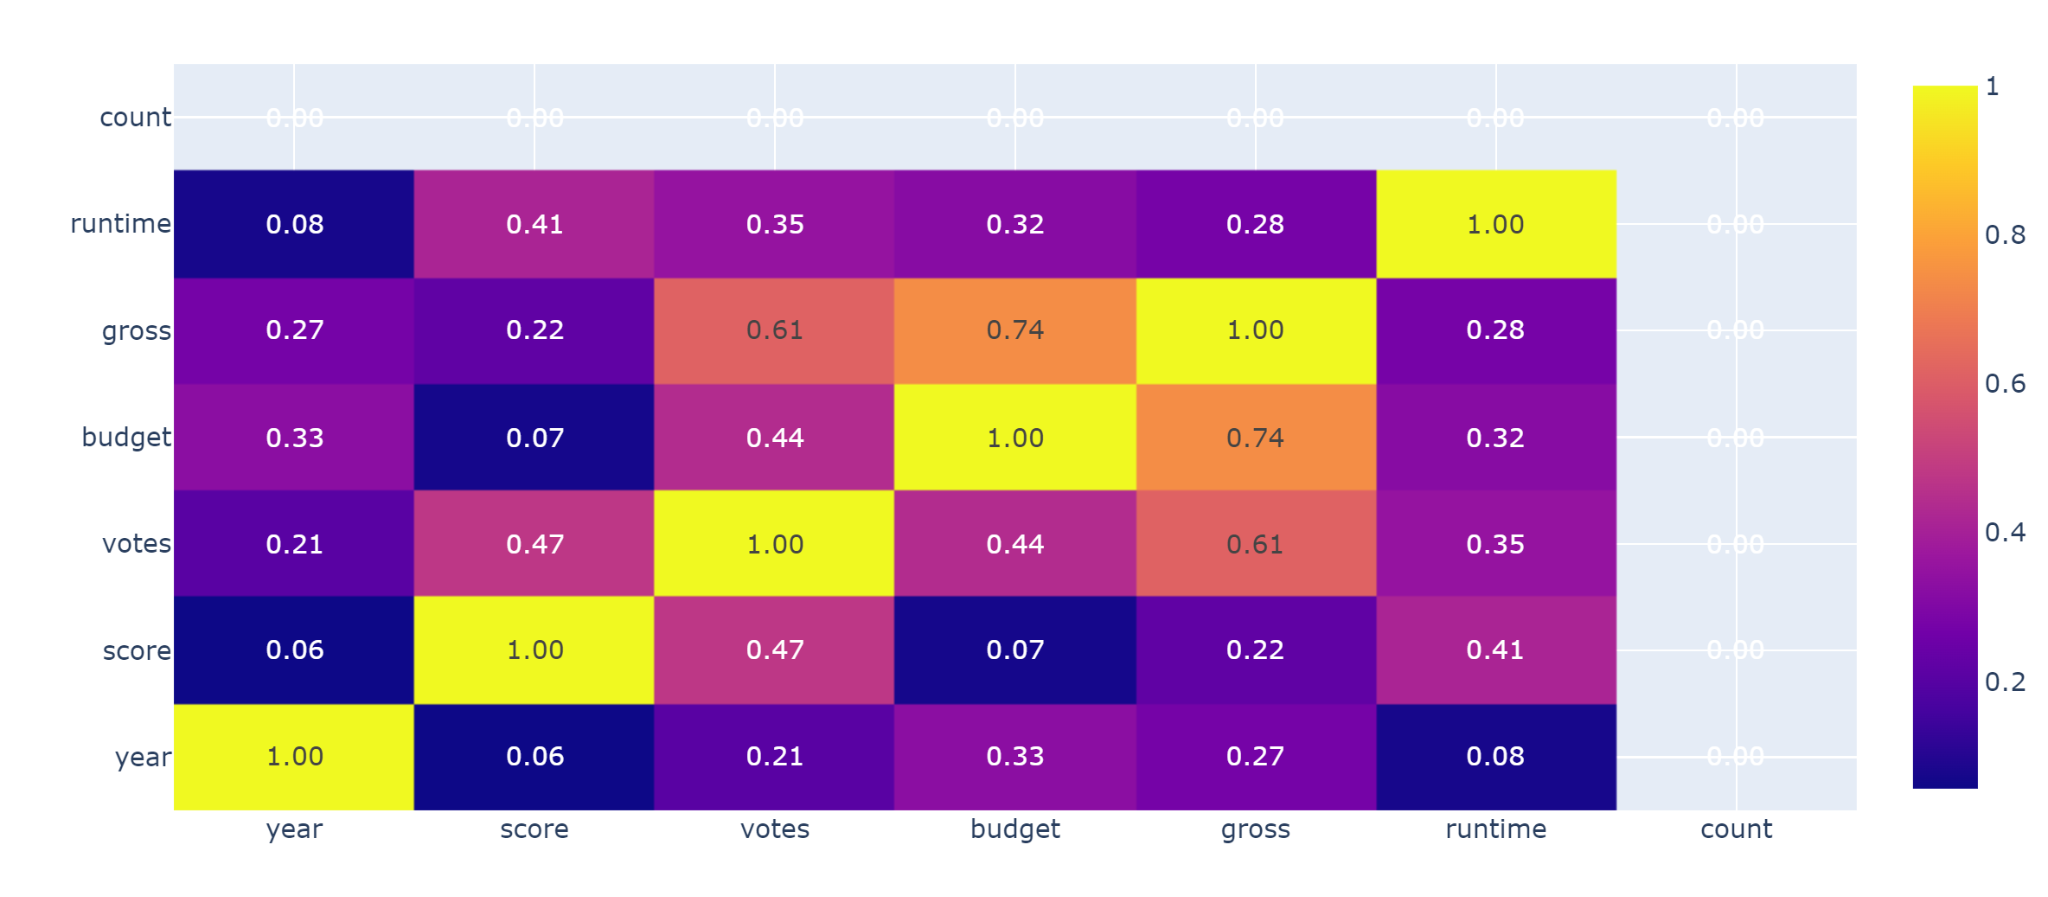 count 0.00 0.00 0.00 0.00 0.00 0.00 0.00
runtime 0.08 0.41 0.35 0.32 0.28 1.00 0.00
gross 0.27 0.22 0.61 0.74 1.00 0.28 0.00
budget 0.33 0.07 0.44 1.00 0.74 0.32 0.00
votes 0.21 0.47 1.00 0.44 0.61 0.35 0.00
score 0.06 1.00 0.47 0.07 0.22 0.41 0.00
year 1.00 0.06 0.21 0.33 0.27 0.08 0.00
year score votes budget gross runtime count
1
0.8
0.6
0.4
0.2